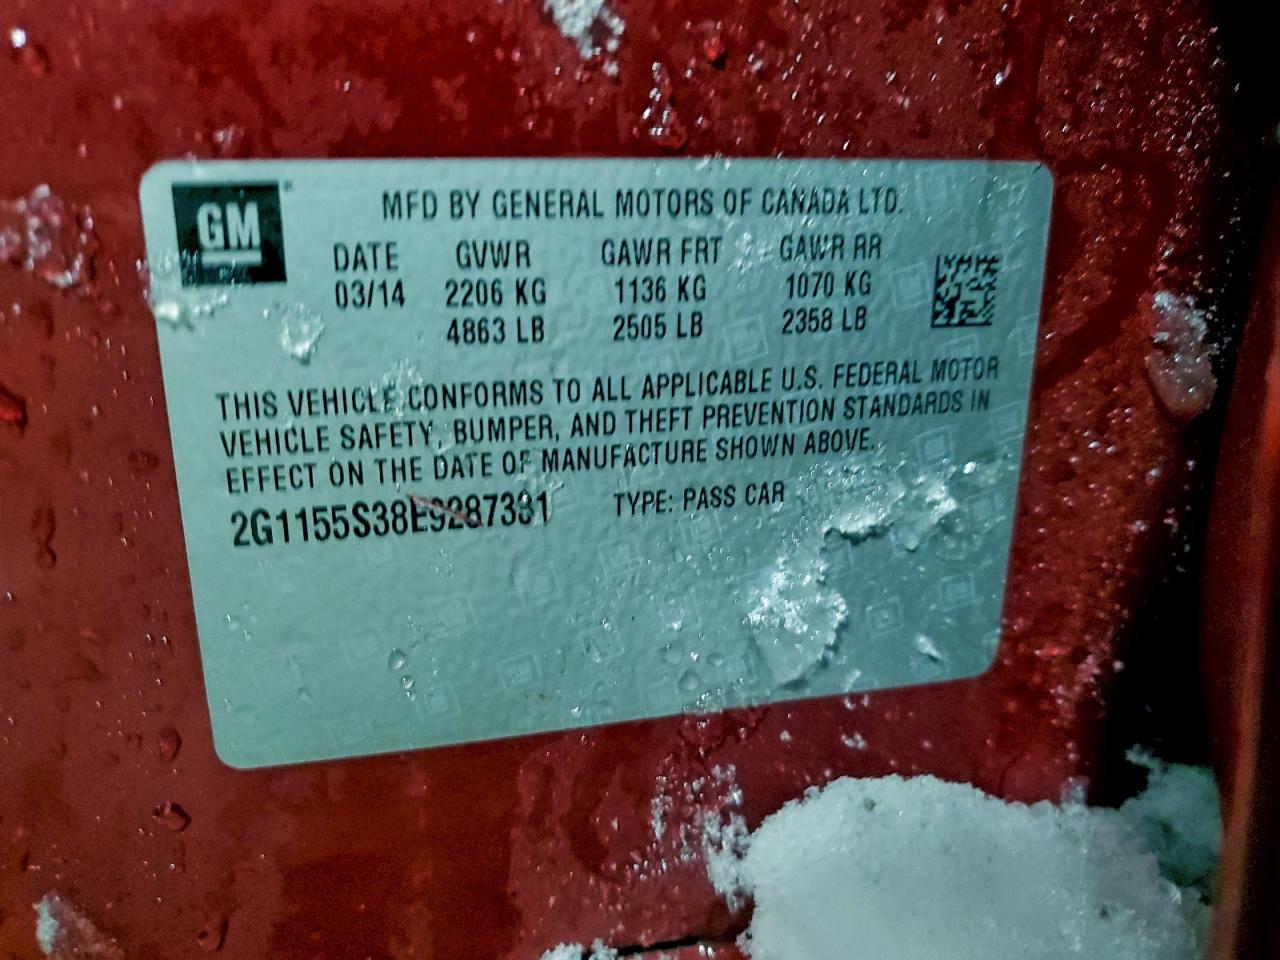 GM
MFD BY GENERAL MOTORS OF CANADA LTD.
DATE GVWR GAWR FRT GAWR RR
03/14 2206 KG 1136 KG 1070 KG
4863 LB 2505 LB 2358 LB
THIS VEHICLE CONFORMS TO ALL APPLICABLE U.S. FEDERAL MOTOR
VEHICLE SAFETY, BUMPER, AND THEFT PREVENTION STANDARDS IN
EFFECT ON THE DATE OF MANUFACTURE SHOWN ABOVE.
2G1155S38E9287331 TYPE: PASS CAR